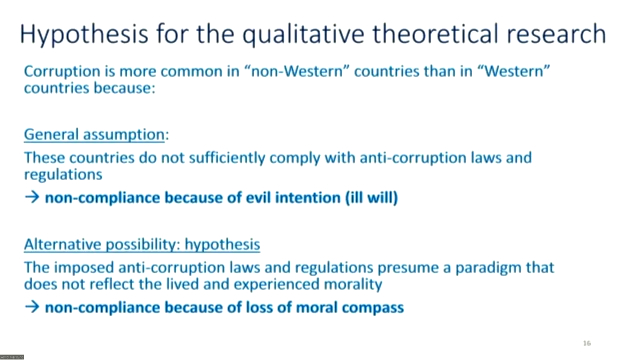 Hypothesis for the qualitative theoretical research
Corruption is more common in “non-Western” countries than in “Western”
countries because:
General assumption:
These countries do not sufficiently comply with anti-corruption laws and
regulations
→ non-compliance because of evil intention (ill will)
Alternative possibility: hypothesis
The imposed anti-corruption laws and regulations presume a paradigm that
does not reflect the lived and experienced morality
→ non-compliance because of loss of moral compass
16